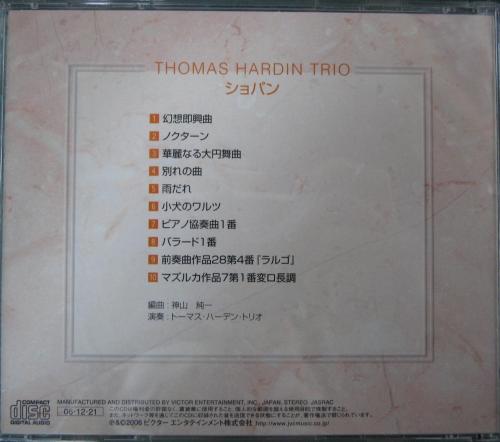 THOMAS HARDIN TRIO
ショパン
1 幻想即興曲
2 ノクターン
3 華麗なる大円舞曲
4 別れの曲
5 雨だれ
6 小犬のワルツ
7 ピアノ協奏曲1番
8 バラード1番
9 前奏曲作品28第4番『ラルゴ』
10 マズルカ作品7第1番変ロ長調
編曲：神山 純一
演奏：トーマス・ハーデン・トリオ
MANUFACTURED AND DISTRIBUTED BY VICTOR ENTERTAINMENT, INC., JAPAN. STEREO. JASRAC
COMPACT
disc
DIGITAL AUDIO
06・12・21
℗&©2006 ビクター エンタテインメント株式会社 http://www.jvcmusic.co.jp/